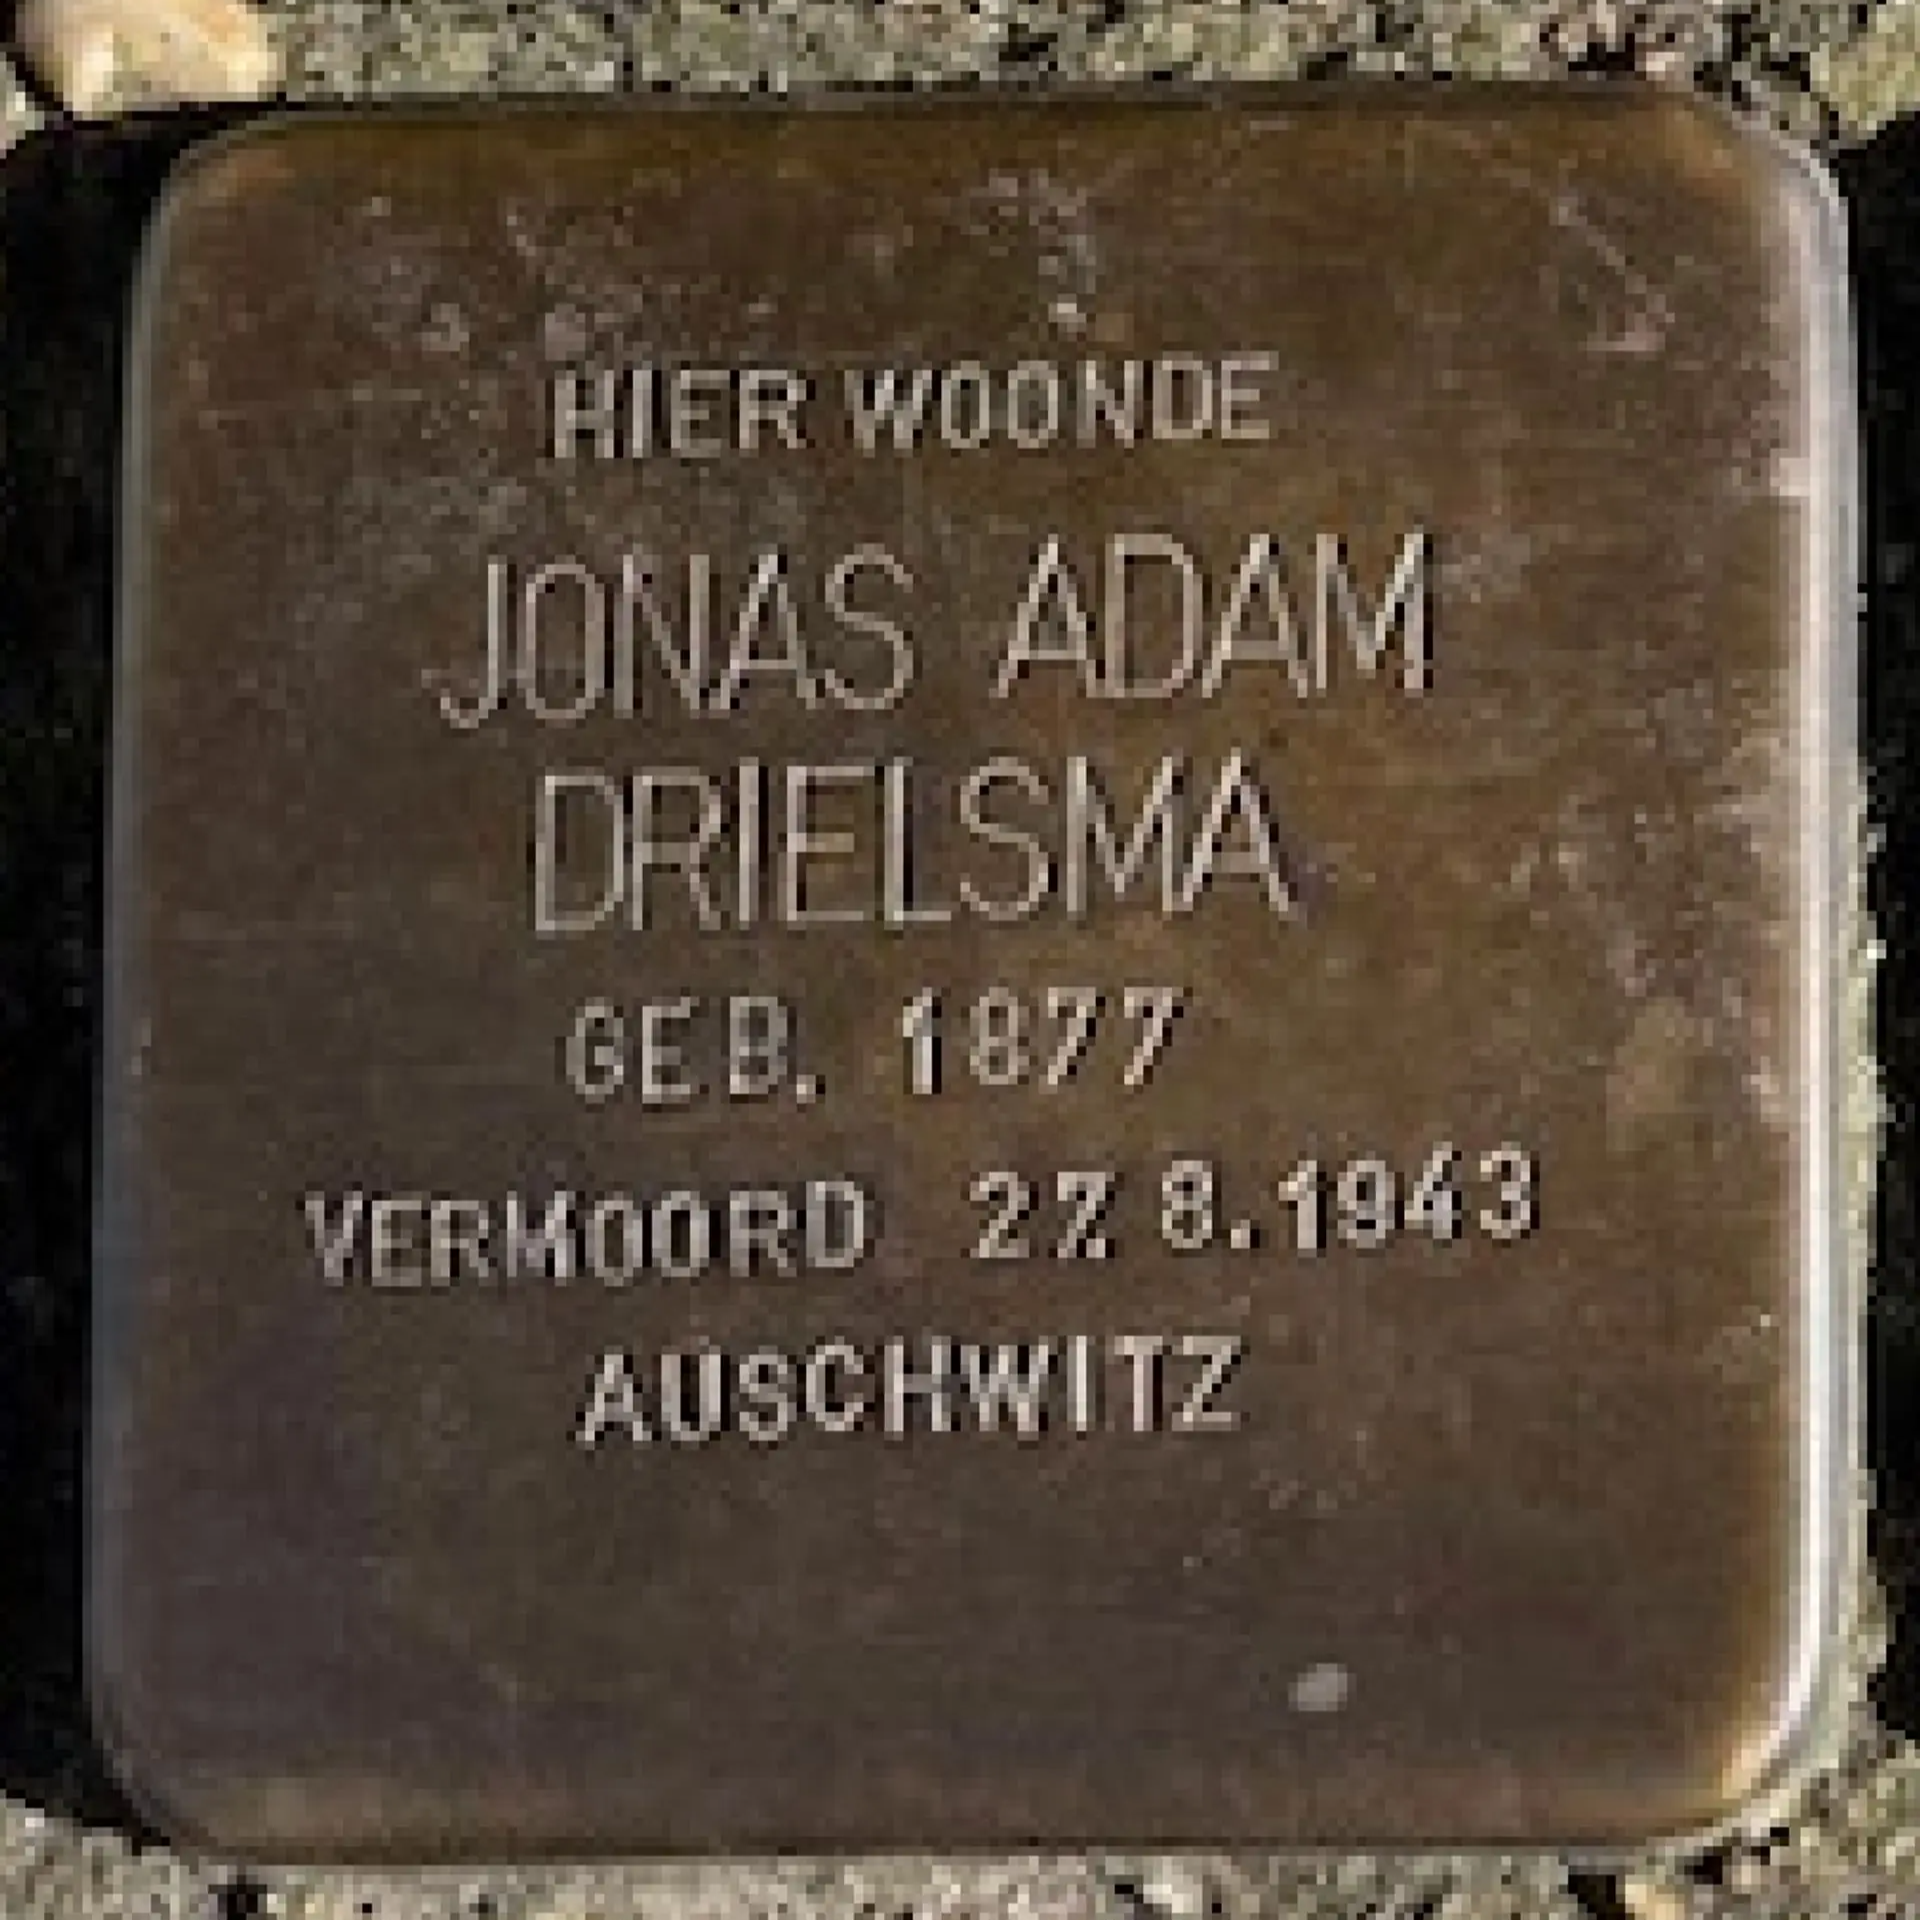 HIER WOONDE
JONAS ADAM
DRIELSMA
GEB. 1877
VERMOORD 27.8.1943
AUSCHWITZ